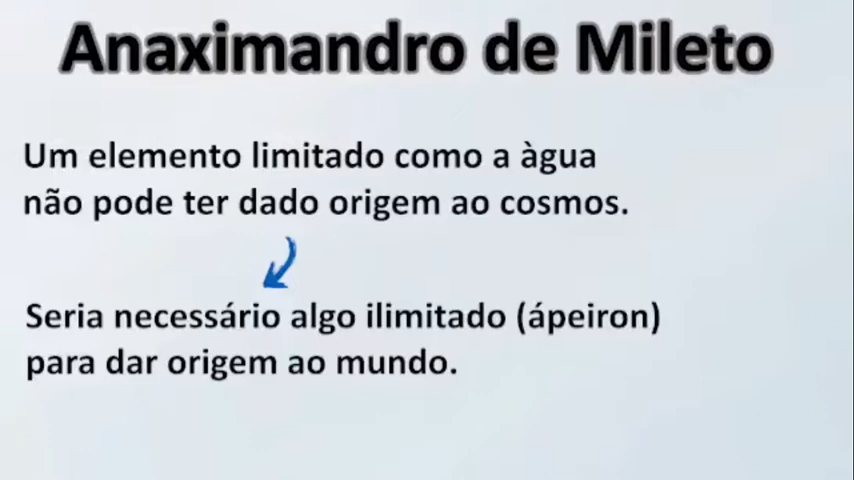 Anaximandro de Mileto
Um elemento limitado como a àgua
não pode ter dado origem ao cosmos.
Seria necessário algo ilimitado (ápeiron)
para dar origem ao mundo.